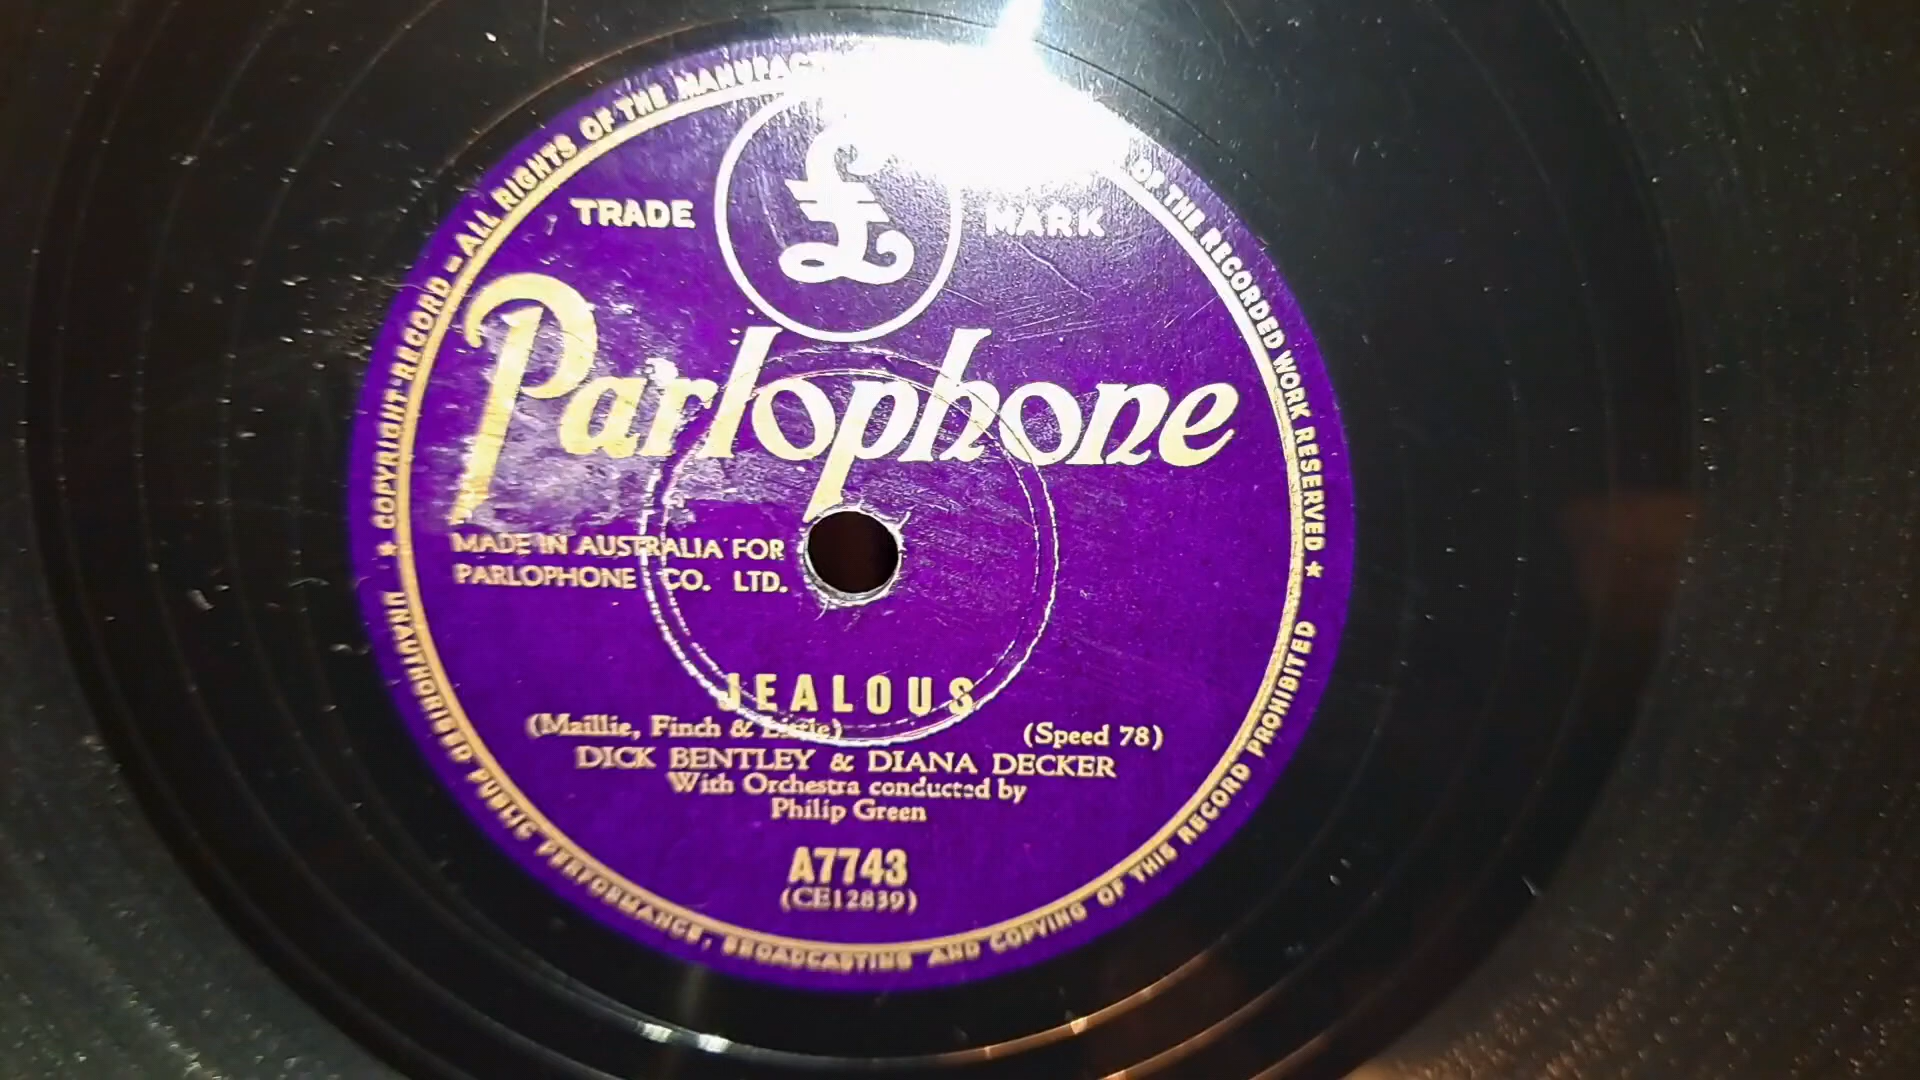 COPYRIGHT-RECORD - ALL RIGHTS OF THE
OF THE RECORDED WORK RESERVED ★
TRADE £ MARK
Parlophone
MADE IN AUSTRALIA FOR
PARLOPHONE CO. LTD.
JEALOUS
(Maillie, Finch &
(Speed 78)
DICK BENTLEY & DIANA DECKER
With Orchestra conducted by
Philip Green
A7743
(CE12839)
★ UNAUTHORISED PUBLIC PERFORMANCE, BROADCASTING AND COPYING OF THIS RECORD PROHIBITED